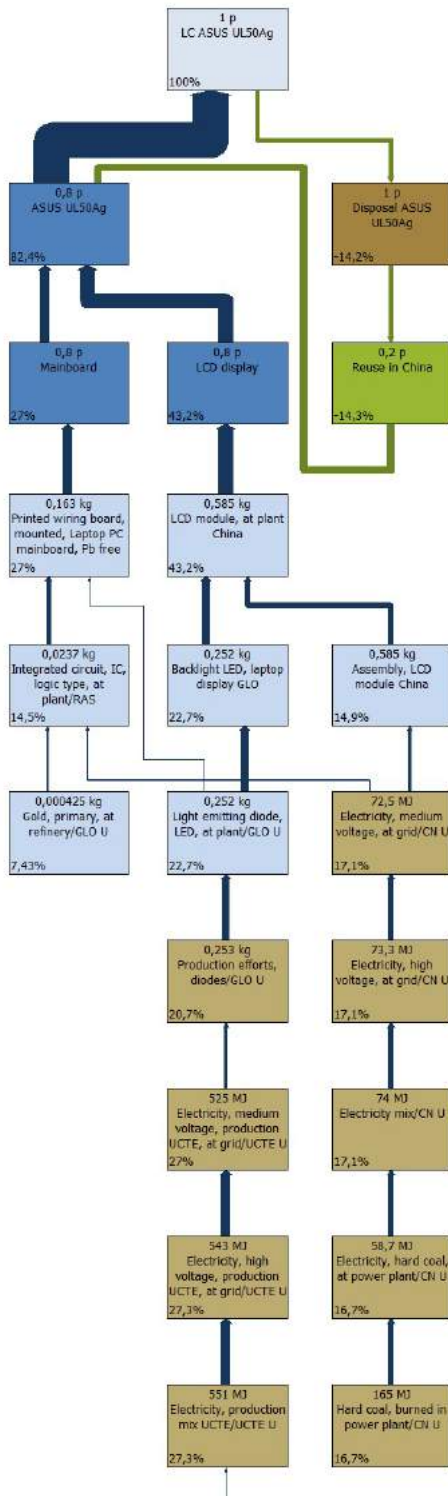 1 p
LC ASUS UL50Ag
100%
0,8 p
ASUS UL50Ag
82,4%
1 p
Disposal ASUS
UL50Ag
-14,2%
0,8 p
Mainboard
27%
0,8 p
LCD display
43,2%
0,2 p
Reuse in China
-14,3%
0,163 kg
Printed wiring board,
mounted, Laptop PC
mainboard, Pb free
27%
0,585 kg
LCD module, at plant
China
43,2%
0,0237 kg
Integrated circuit, IC,
logic type, at
plant/RAS
14,5%
0,252 kg
Backlight LED, laptop
display GLO
22,7%
0,585 kg
Assembly, LCD
module China
14,9%
0,000425 kg
Gold, primary, at
refinery/GLO U
7,43%
0,252 kg
Light emitting diode,
LED, at plant/GLO U
22,7%
72,5 MJ
Electricity, medium
voltage, at grid/CN U
17,1%
0,253 kg
Production efforts,
diodes/GLO U
20,7%
73,3 MJ
Electricity, high
voltage, at grid/CN U
17,1%
525 MJ
Electricity, medium
voltage, production
UCTE, at grid/UCTE U
27%
74 MJ
Electricity mix/CN U
17,1%
543 MJ
Electricity, high
voltage, production
UCTE, at grid/UCTE U
27,3%
58,7 MJ
Electricity, hard coal,
at power plant/CN U
16,7%
551 MJ
Electricity, production
mix UCTE/UCTE U
27,3%
165 MJ
Hard coal, burned in
power plant/CN U
16,7%